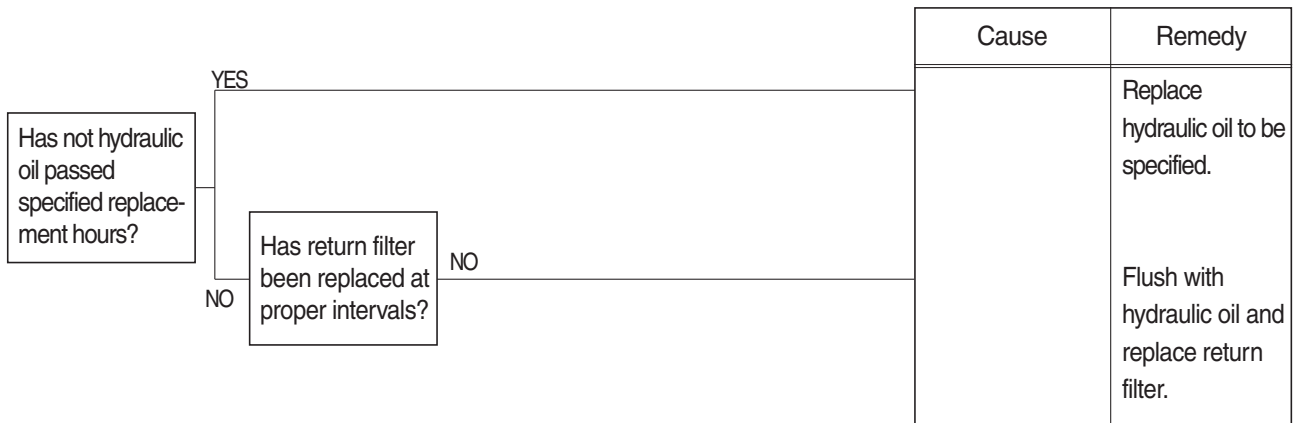 Cause
Remedy
YES
Replace
hydraulic oil to be
specified.
Has not hydraulic
oil passed
specified replace-
ment hours?
Has return filter
been replaced at
proper intervals?
NO
NO
Flush with
hydraulic oil and
replace return
filter.